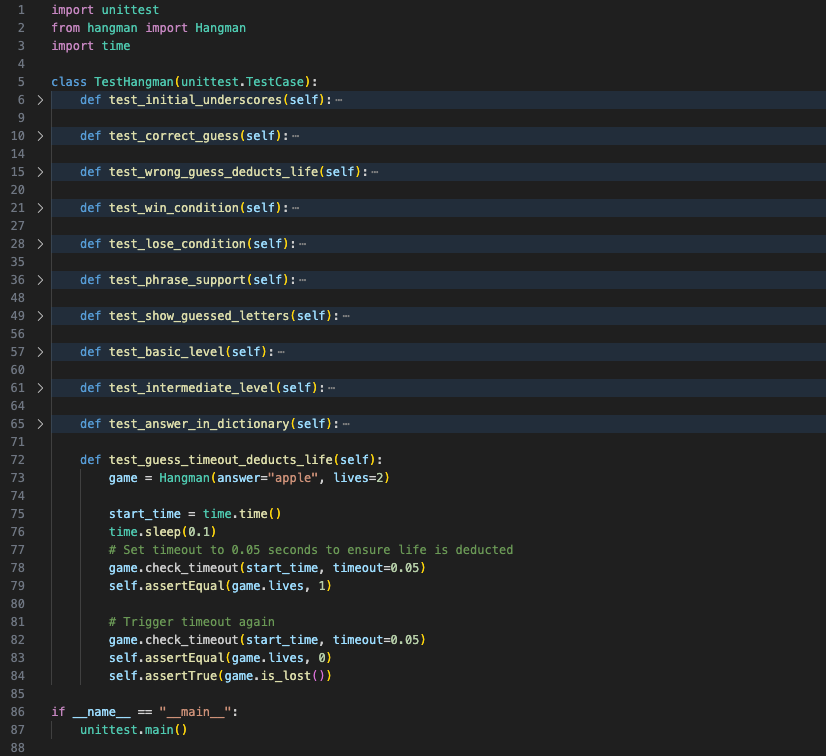 1 import unittest
2 from hangman import Hangman
3 import time
4
5 class TestHangman(unittest.TestCase):
6 > def test_initial_underscores(self): ⋯
9
10 > def test_correct_guess(self): ⋯
14
15 > def test_wrong_guess_deducts_life(self): ⋯
20
21 > def test_win_condition(self): ⋯
27
28 > def test_lose_condition(self): ⋯
35
36 > def test_phrase_support(self): ⋯
48
49 > def test_show_guessed_letters(self): ⋯
56
57 > def test_basic_level(self): ⋯
60
61 > def test_intermediate_level(self): ⋯
64
65 > def test_answer_in_dictionary(self): ⋯
71
72 def test_guess_timeout_deducts_life(self):
73 game = Hangman(answer="apple", lives=2)
74
75 start_time = time.time()
76 time.sleep(0.1)
77 # Set timeout to 0.05 seconds to ensure life is deducted
78 game.check_timeout(start_time, timeout=0.05)
79 self.assertEqual(game.lives, 1)
80
81 # Trigger timeout again
82 game.check_timeout(start_time, timeout=0.05)
83 self.assertEqual(game.lives, 0)
84 self.assertTrue(game.is_lost())
85
86 if __name__ == "__main__":
87 unittest.main()
88